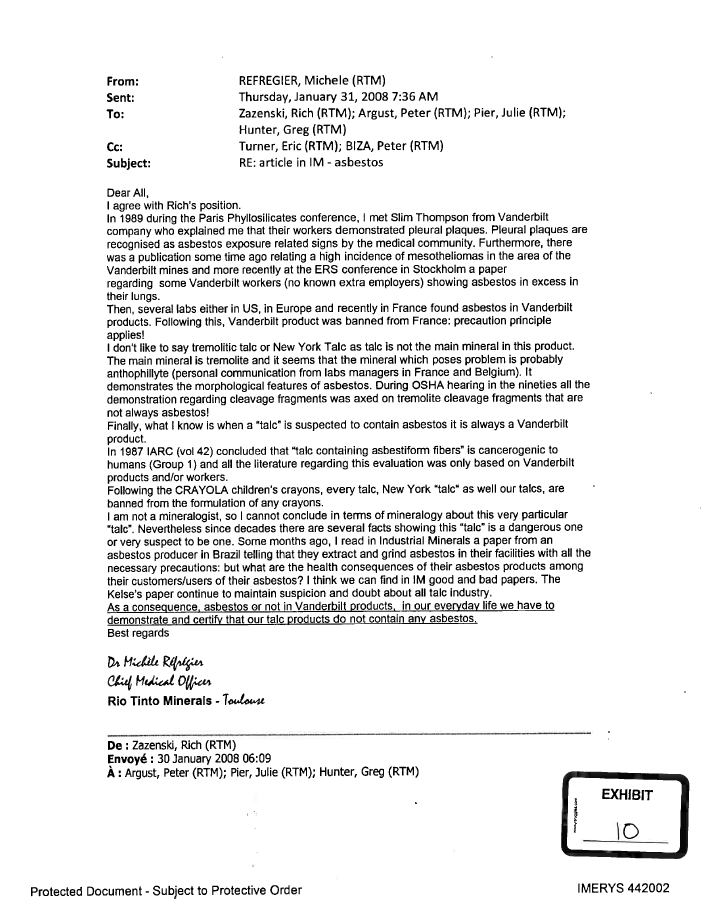 From: REFREGIER, Michele (RTM)
Sent: Thursday, January 31, 2008 7:36 AM
To: Zazenski, Rich (RTM); Argust, Peter (RTM); Pier, Julie (RTM);
Hunter, Greg (RTM)
Cc: Turner, Eric (RTM); BIZA, Peter (RTM)
Subject: RE: article in IM - asbestos
Dear All,
I agree with Rich's position.
In 1989 during the Paris Phyllosilicates conference, I met Slim Thompson from Vanderbilt
company who explained me that their workers demonstrated pleural plaques. Pleural plaques are
recognised as asbestos exposure related signs by the medical community. Furthermore, there
was a publication some time ago relating a high incidence of mesotheliomas in the area of the
Vanderbilt mines and more recently at the ERS conference in Stockholm a paper
regarding some Vanderbilt workers (no known extra employers) showing asbestos in excess in
their lungs.
Then, several labs either in US, in Europe and recently in France found asbestos in Vanderbilt
products. Following this, Vanderbilt product was banned from France: precaution principle
applies!
I don't like to say tremolitic talc or New York Talc as talc is not the main mineral in this product.
The main mineral is tremolite and it seems that the mineral which poses problem is probably
anthophillyte (personal communication from labs managers in France and Belgium). It
demonstrates the morphological features of asbestos. During OSHA hearing in the nineties all the
demonstration regarding cleavage fragments was axed on tremolite cleavage fragments that are
not always asbestos!
Finally, what I know is when a "talc" is suspected to contain asbestos it is always a Vanderbilt
product.
In 1987 IARC (vol 42) concluded that "talc containing asbestiform fibers" is cancerogenic to
humans (Group 1) and all the literature regarding this evaluation was only based on Vanderbilt
products and/or workers.
Following the CRAYOLA children's crayons, every talc, New York "talc" as well our talcs, are
banned from the formulation of any crayons.
I am not a mineralogist, so I cannot conclude in terms of mineralogy about this very particular
"talc". Nevertheless since decades there are several facts showing this "talc" is a dangerous one
or very suspect to be one. Some months ago, I read in Industrial Minerals a paper from an
asbestos producer in Brazil telling that they extract and grind asbestos in their facilities with all the
necessary precautions: but what are the health consequences of their asbestos products among
their customers/users of their asbestos? I think we can find in IM good and bad papers. The
Kelse's paper continue to maintain suspicion and doubt about all talc industry.
As a consequence, asbestos or not in Vanderbilt products, in our everyday life we have to
demonstrate and certify that our talc products do not contain any asbestos.
Best regards
Dr Michèle Réfrégier
Chief Medical Officer
Rio Tinto Minerals - Toulouse
De : Zazenski, Rich (RTM)
Envoyé : 30 January 2008 06:09
À : Argust, Peter (RTM); Pier, Julie (RTM); Hunter, Greg (RTM)
EXHIBIT
10
Protected Document - Subject to Protective Order
IMERYS 442002